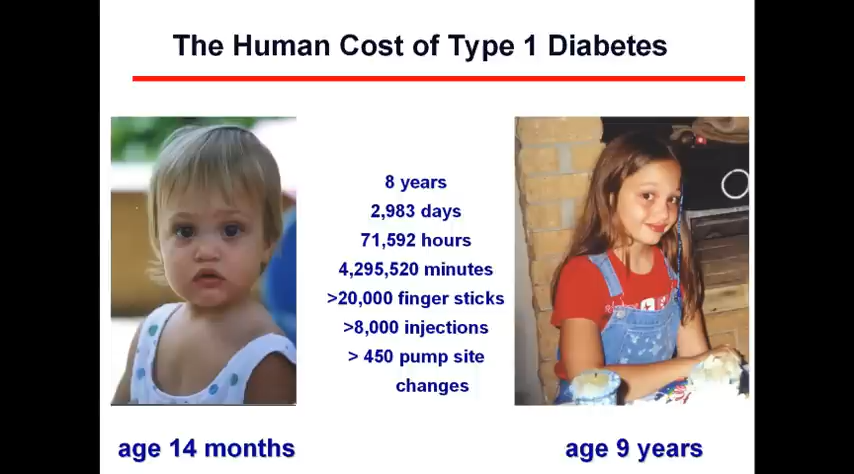 The Human Cost of Type 1 Diabetes
8 years
2,983 days
71,592 hours
4,295,520 minutes
>20,000 finger sticks
>8,000 injections
> 450 pump site
changes
age 14 months
age 9 years